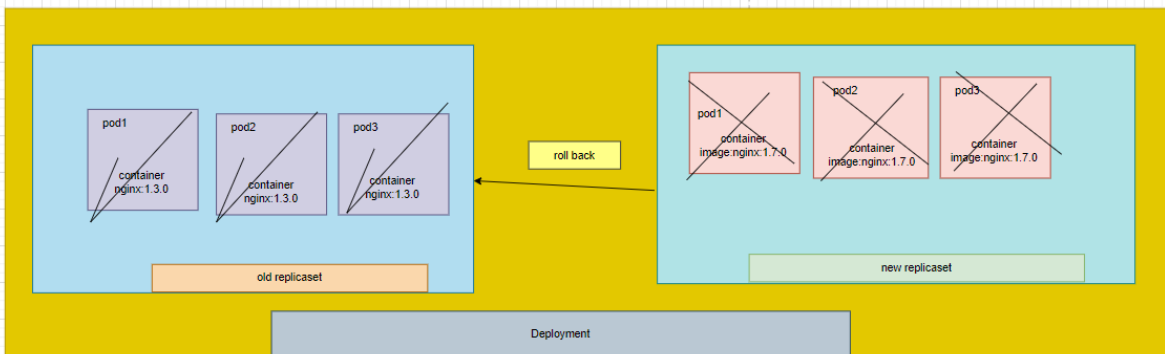 pod1
container
nginx:1.3.0
pod2
container
nginx:1.3.0
pod3
container
nginx:1.3.0
old replicaset
roll back
pod1
container
image:nginx:1.7.0
pod2
container
image:nginx:1.7.0
pod3
container
image:nginx:1.7.0
new replicaset
Deployment